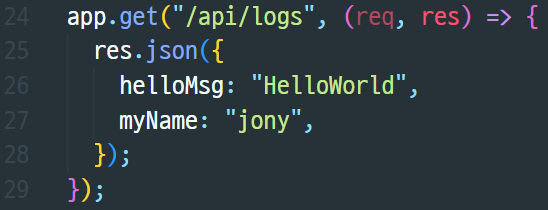 24 app.get("/api/logs", (req, res) => {
25 res.json({
26 helloMsg: "HelloWorld",
27 myName: "jony",
28 });
29 });